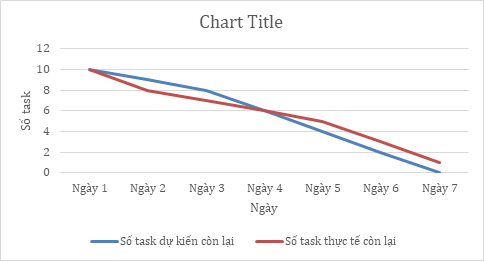 Chart Title
12
10
8
6
4
2
0
Số task
Ngày 1 Ngày 2 Ngày 3 Ngày 4 Ngày 5 Ngày 6 Ngày 7
Ngày
Số task dự kiến còn lại Số task thực tế còn lại